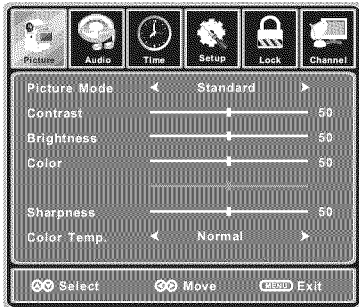 Picture Audio Time Setup Lock Channel
Picture Mode Standard
Contrast 50
Brightness 50
Color 50
Sharpness 50
Color Temp. Normal
Select Move MENU Exit